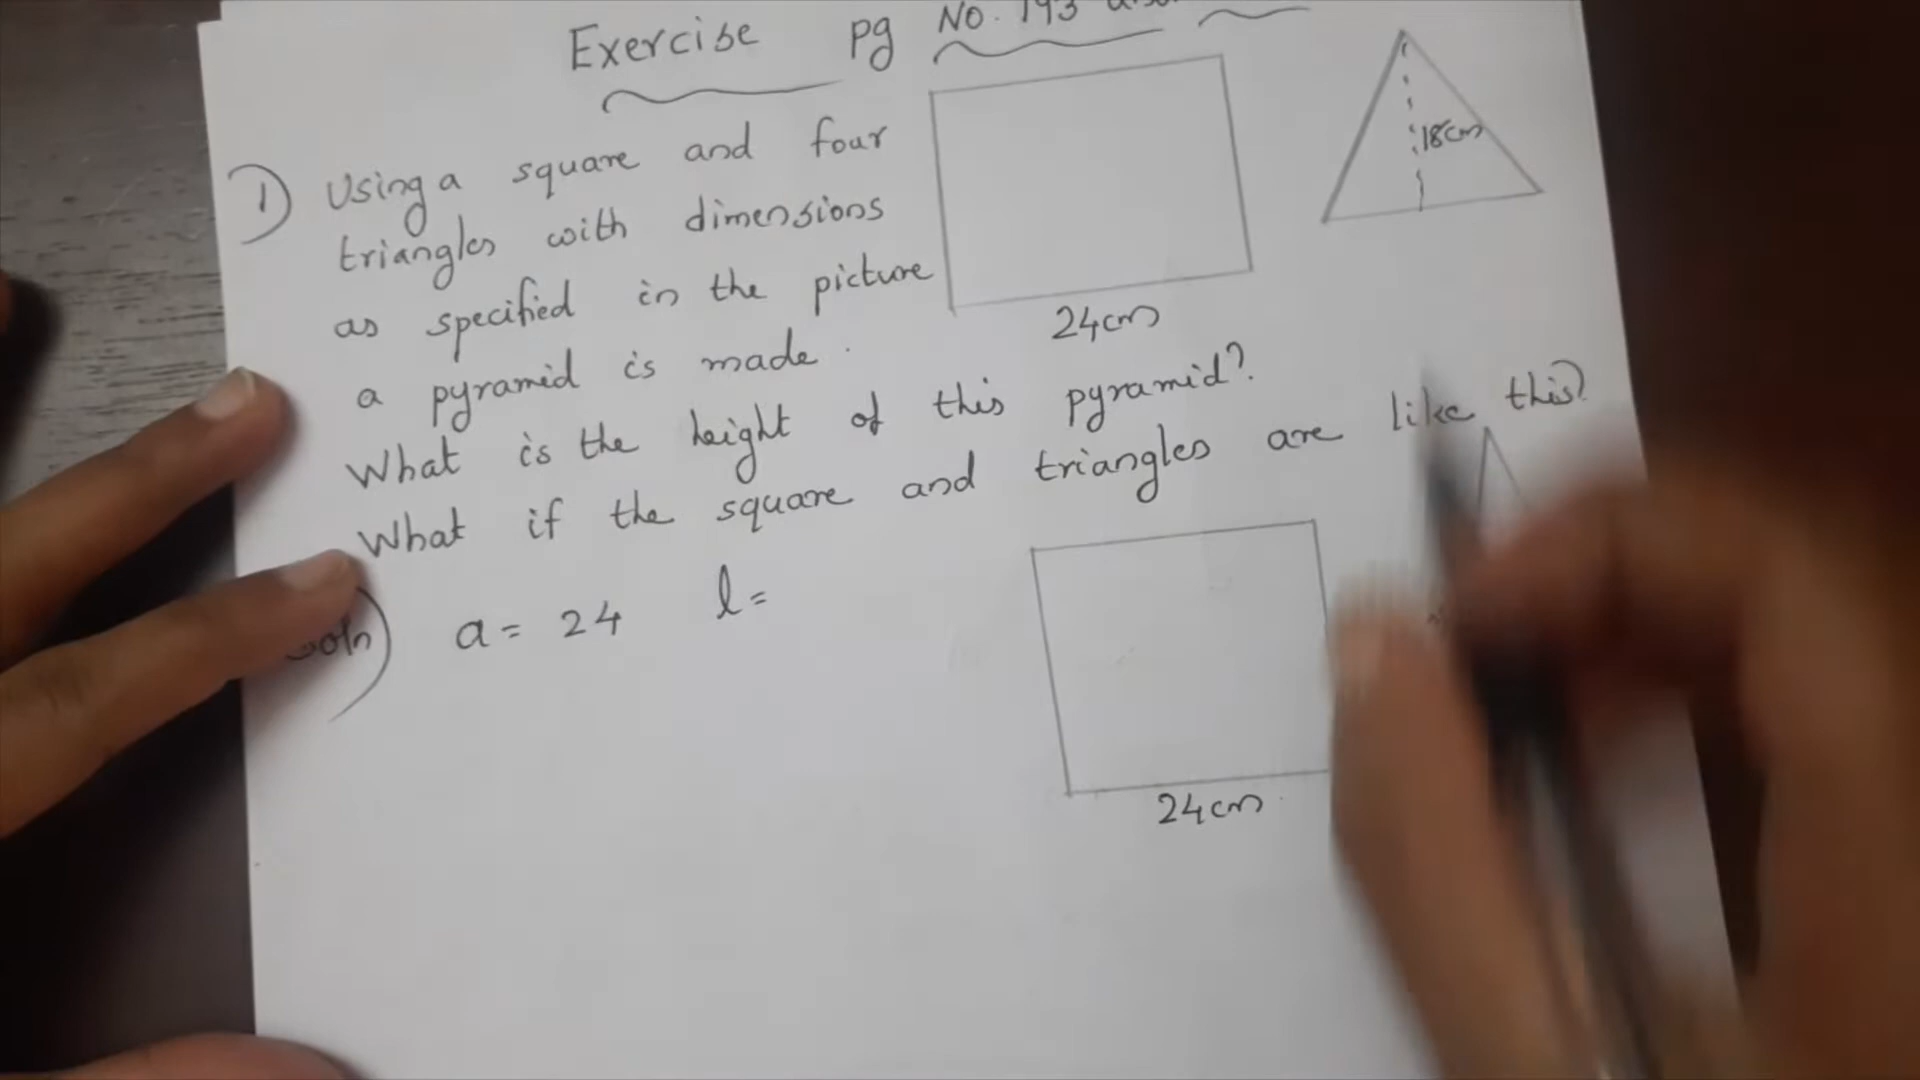 Exercise pg No. 193
18cm
1) Using a square and four
triangles with dimensions
as specified in the picture
a pyramid is made.
24cm
What is the height of this pyramid?
What if the square and triangles are like this?
Soln) a = 24 l =
24cm